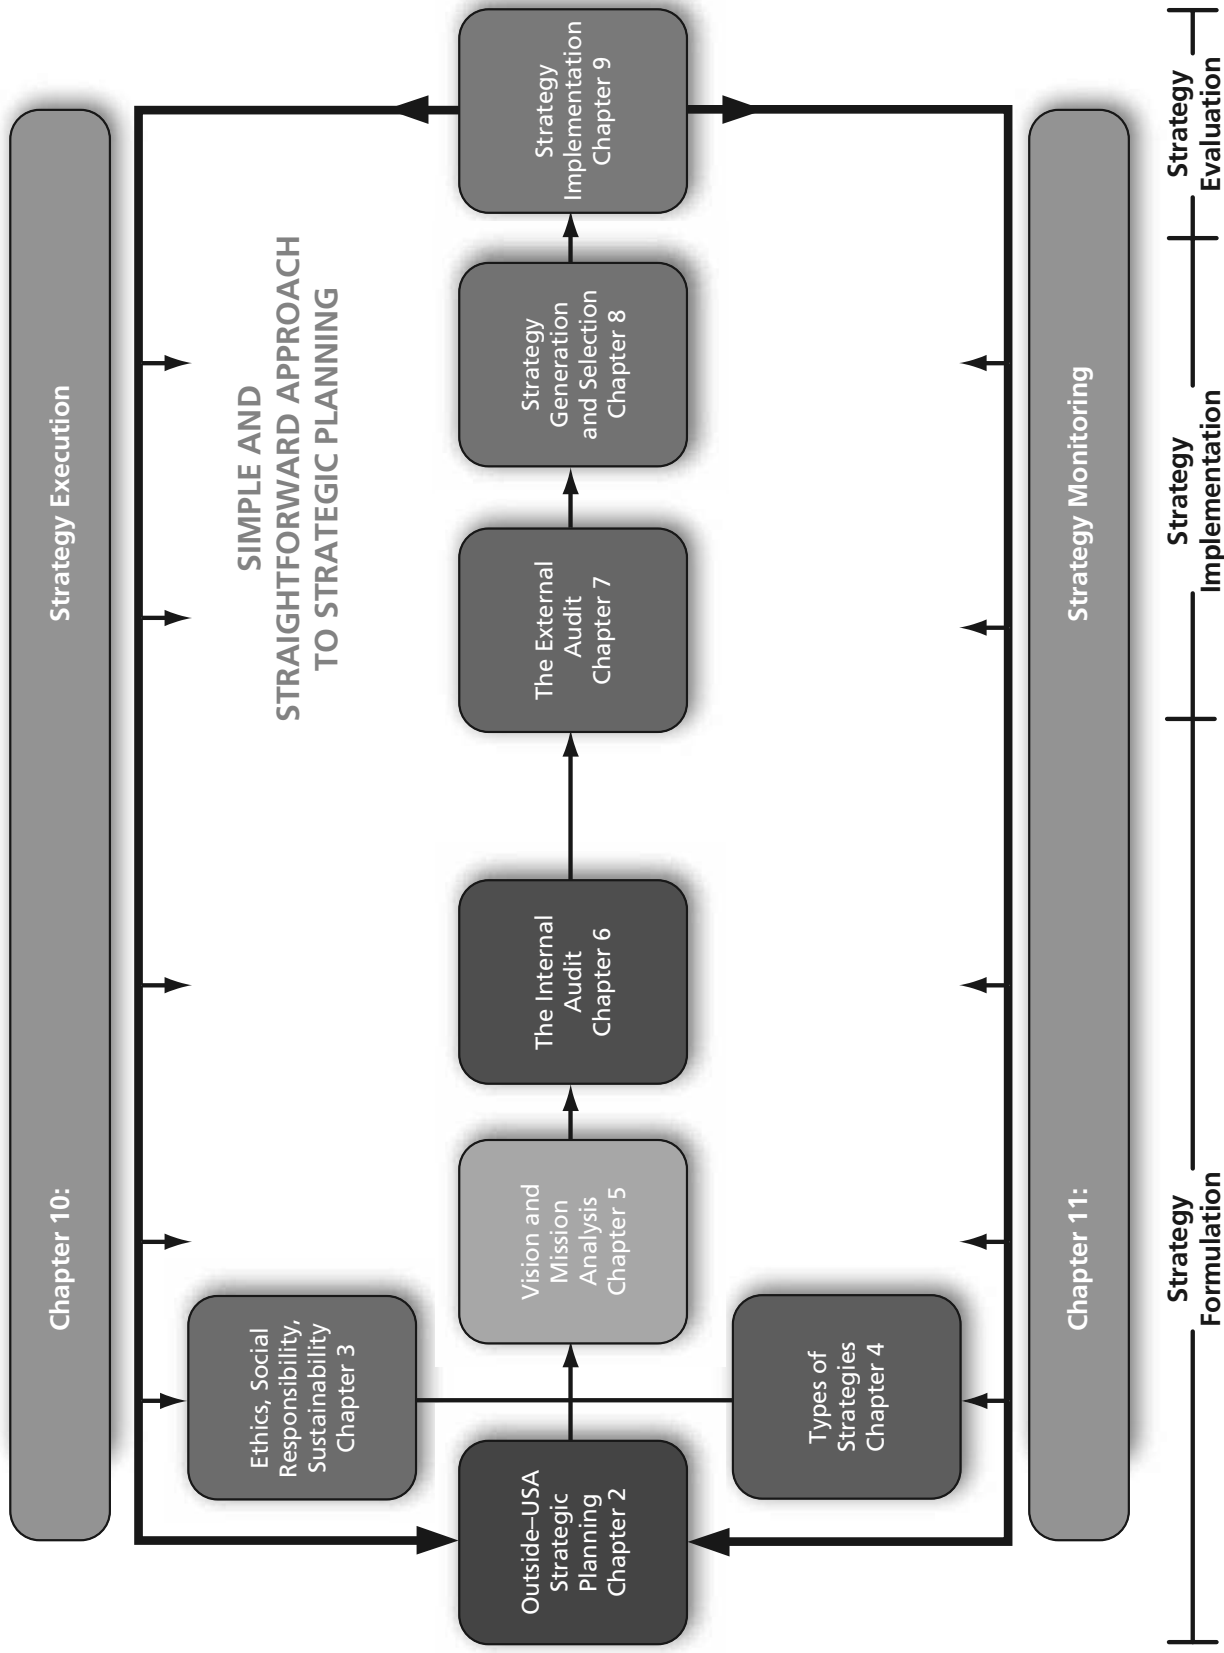 Chapter 10:
Strategy Execution
SIMPLE AND
STRAIGHTFORWARD APPROACH
TO STRATEGIC PLANNING
Ethics, Social
Responsibility,
Sustainability
Chapter 3
Outside–USA
Strategic
Planning
Chapter 2
Vision and
Mission
Analysis
Chapter 5
The Internal
Audit
Chapter 6
The External
Audit
Chapter 7
Strategy
Generation
and Selection
Chapter 8
Strategy
Implementation
Chapter 9
Types of
Strategies
Chapter 4
Chapter 11:
Strategy Monitoring
Strategy
Formulation
Strategy
Implementation
Strategy
Evaluation